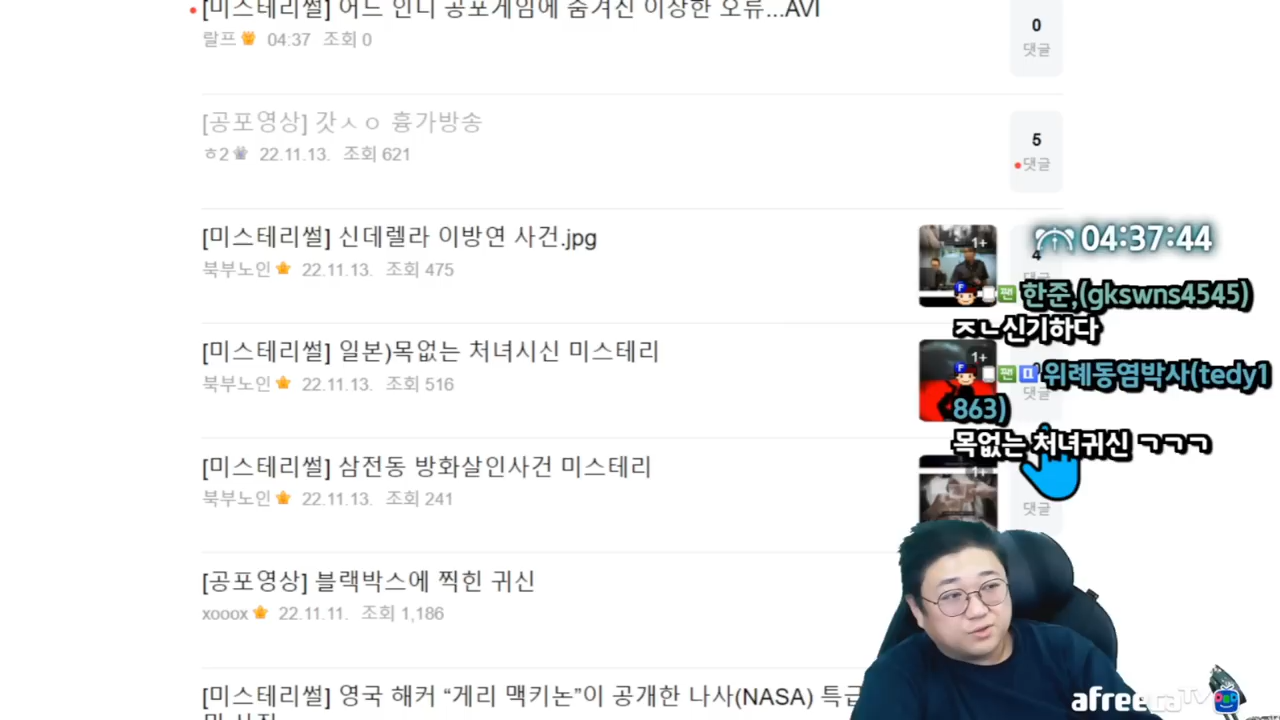 [미스테리썰] 어느 인디 공포게임에 숨겨진 이상한 오류...AVI
랄프 04:37 조회 0
0
댓글
[공포영상] 갓ㅅㅇ 흉가방송
ㅎ2 22.11.13. 조회 621
5
댓글
[미스테리썰] 신데렐라 이방연 사건.jpg
북부노인 22.11.13. 조회 475
1+
4
04:37:44
팬 한준,(gkswns4545)
ㅈㄴ신기하다
[미스테리썰] 일본)목없는 처녀시신 미스테리
북부노인 22.11.13. 조회 516
1+
댓글
팬 위례동염박사(tedy1
863)
목없는 처녀귀신 ㄱㄱㄱ
[미스테리썰] 삼전동 방화살인사건 미스테리
북부노인 22.11.13. 조회 241
댓글
[공포영상] 블랙박스에 찍힌 귀신
xooox 22.11.11. 조회 1,186
[미스테리썰] 영국 해커 “게리 맥키논”이 공개한 나사(NASA) 특급
afreecaTV